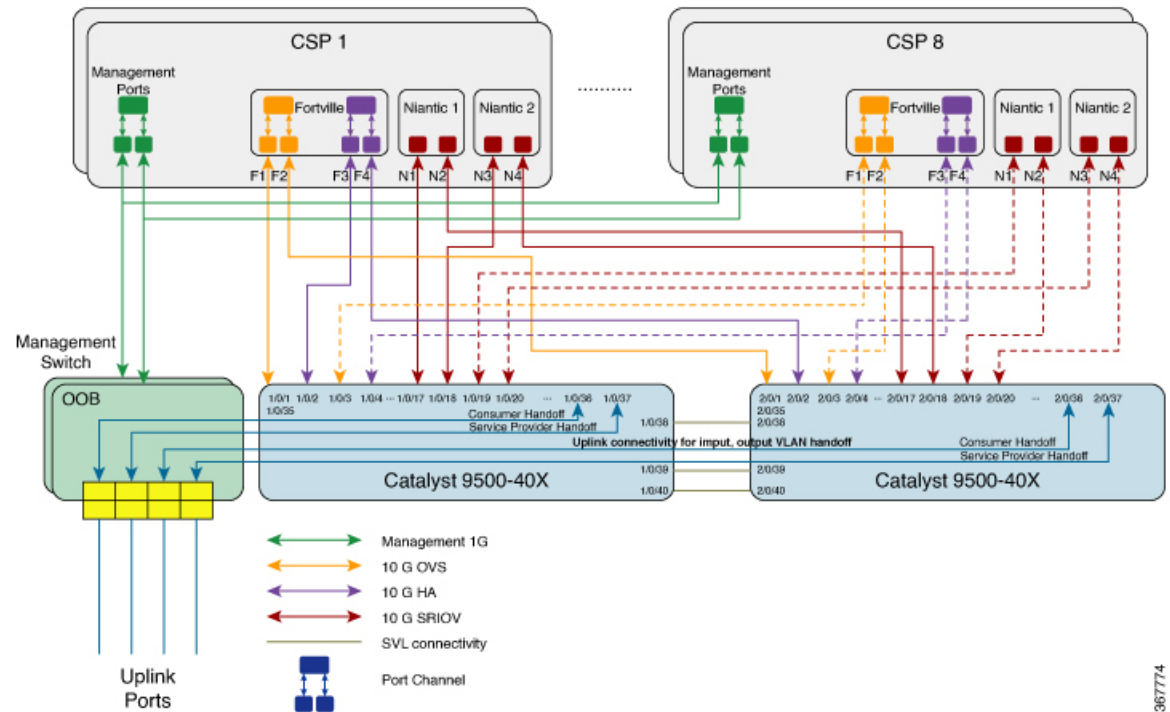 CSP 1
Management
Ports
Fortville
Niantic 1
Niantic 2
F1 F2
F3 F4
N1
N2
N3
N4
..........
CSP 8
Management
Ports
Fortville
Niantic 1
Niantic 2
F1 F2
F3 F4
N1
N2
N3
N4
Management
Switch
OOB
1/0/1 1/0/2 1/0/3 1/0/4 ... 1/0/17 1/0/18 1/0/19 1/0/20 ... 1/0/36 1/0/37
1/0/35
Consumer Handoff
Service Provider Handoff
1/0/38
1/0/39
1/0/40
Catalyst 9500-40X
Uplink connectivity for imput, output VLAN handoff
2/0/1 2/0/2 2/0/3 2/0/4 ... 2/0/17 2/0/18 2/0/19 2/0/20 ... 2/0/36 2/0/37
2/0/35
2/0/38
Consumer Handoff
Service Provider Handoff
2/0/39
2/0/40
Catalyst 9500-40X
Management 1G
10 G OVS
10 G HA
10 G SRIOV
SVL connectivity
Port Channel
Uplink
Ports
367774